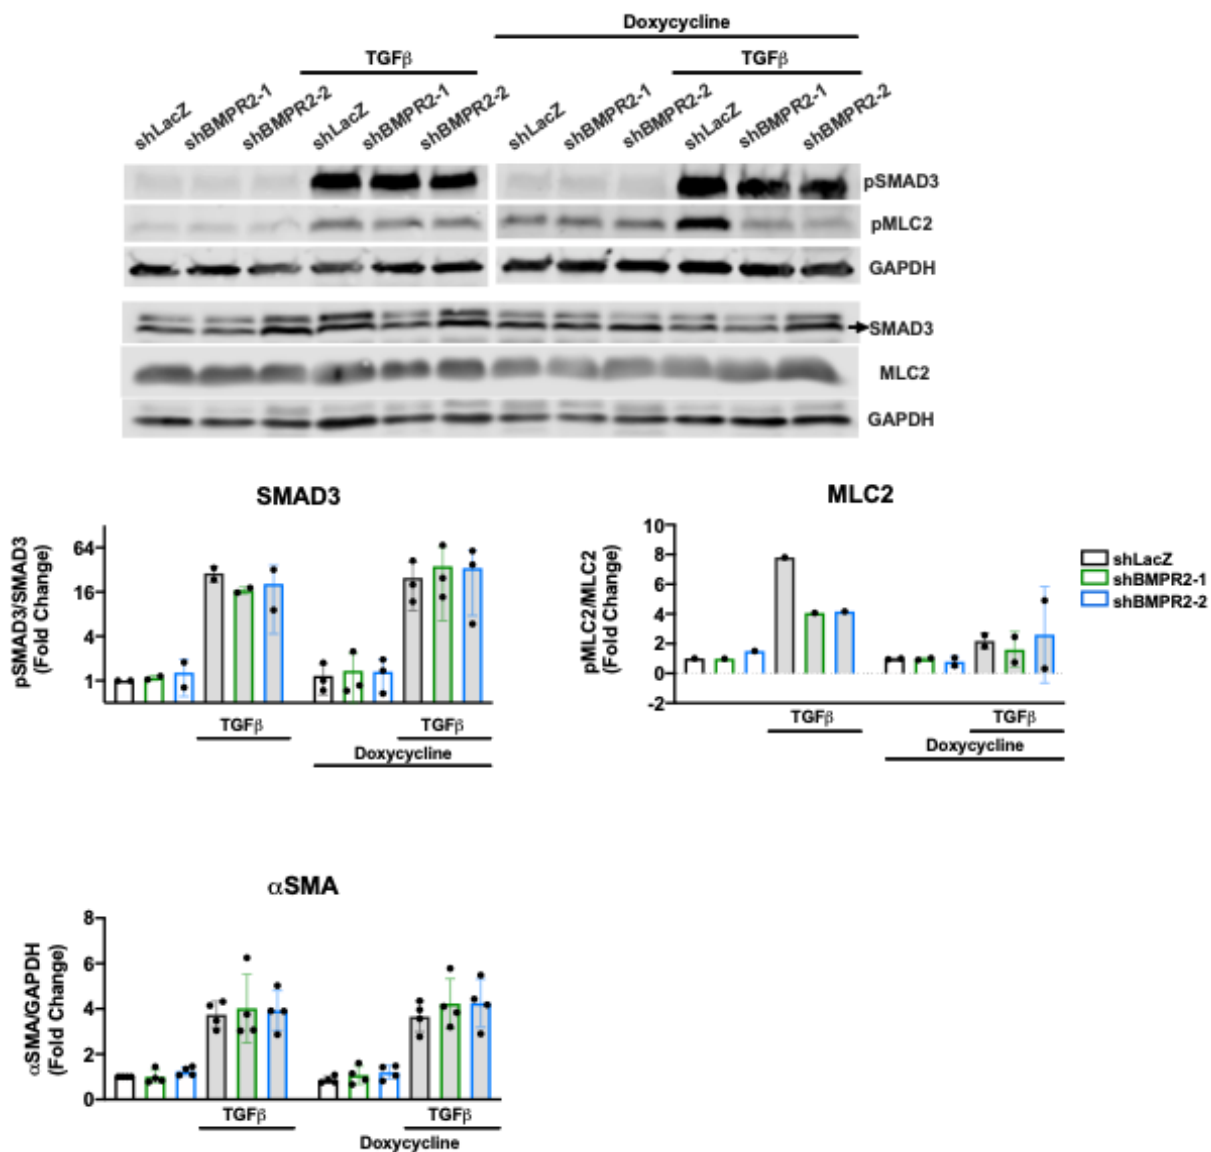 Doxycycline
TGFβ TGFβ
shLacZ shBMPR2-1 shBMPR2-2 shLacZ shBMPR2-1 shBMPR2-2 shLacZ shBMPR2-1 shBMPR2-2 shLacZ shBMPR2-1 shBMPR2-2
pSMAD3
pMLC2
GAPDH
SMAD3
MLC2
GAPDH
SMAD3
pSMAD3/SMAD3
(Fold Change)
64
16
4
1
TGFβ TGFβ
Doxycycline
MLC2
pMLC2/MLC2
(Fold Change)
10
8
6
4
2
0
-2
TGFβ TGFβ
Doxycycline
shLacZ
shBMPR2-1
shBMPR2-2
αSMA
αSMA/GAPDH
(Fold Change)
8
6
4
2
0
TGFβ TGFβ
Doxycycline